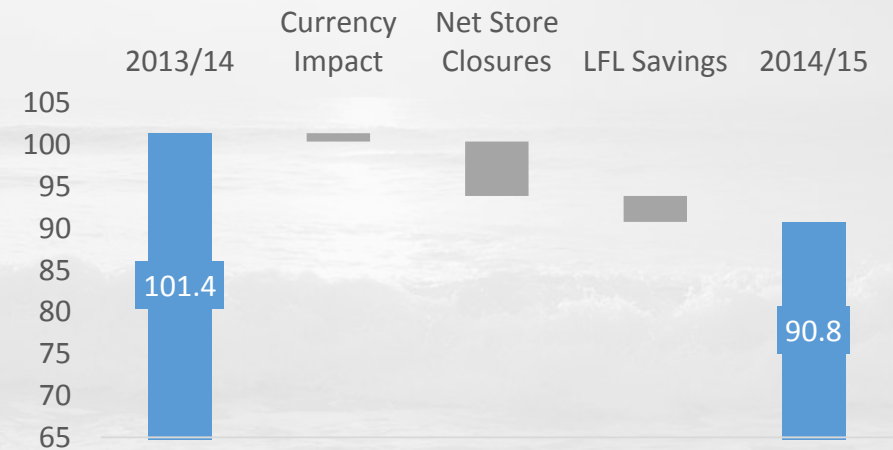 2013/14
Currency
Impact
Net Store
Closures
LFL Savings
2014/15
105
100
95
90
85
80
75
70
65
101.4
90.8